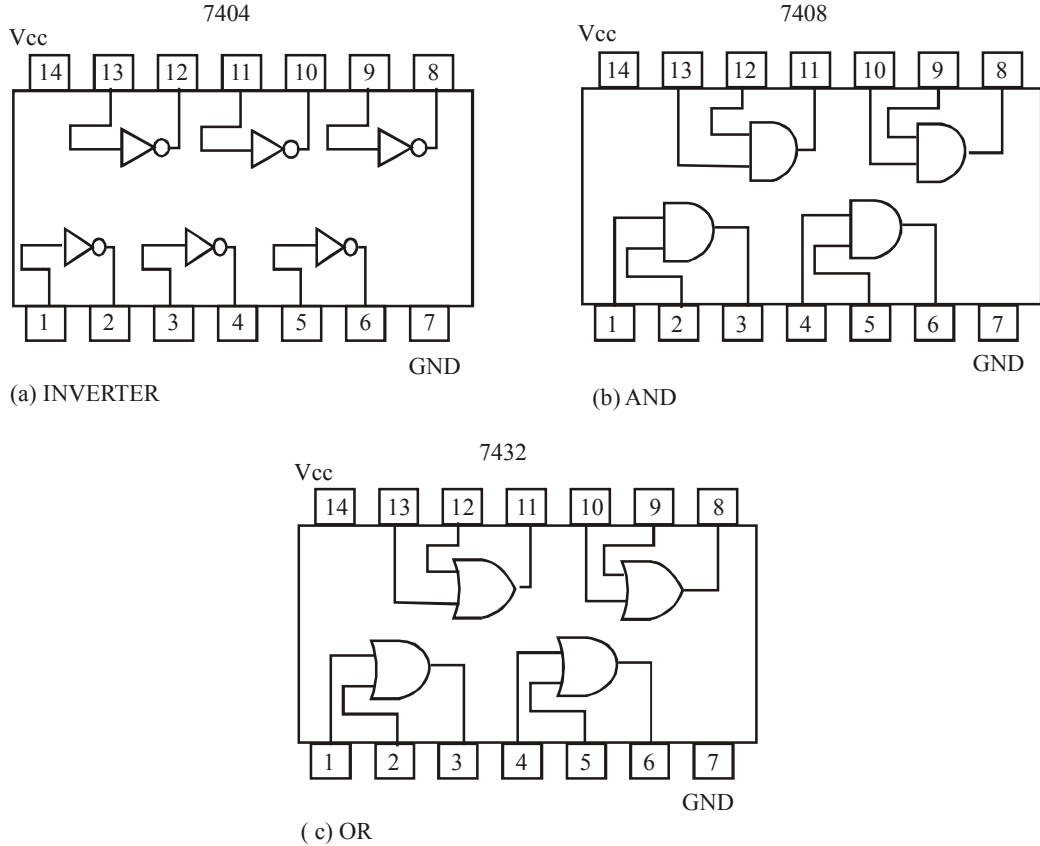 7404
7408
Vcc
Vcc
14 13 12 11 10 9 8
14 13 12 11 10 9 8
1 2 3 4 5 6 7
1 2 3 4 5 6 7
GND
GND
(a) INVERTER
(b) AND
7432
Vcc
14 13 12 11 10 9 8
1 2 3 4 5 6 7
GND
( c) OR